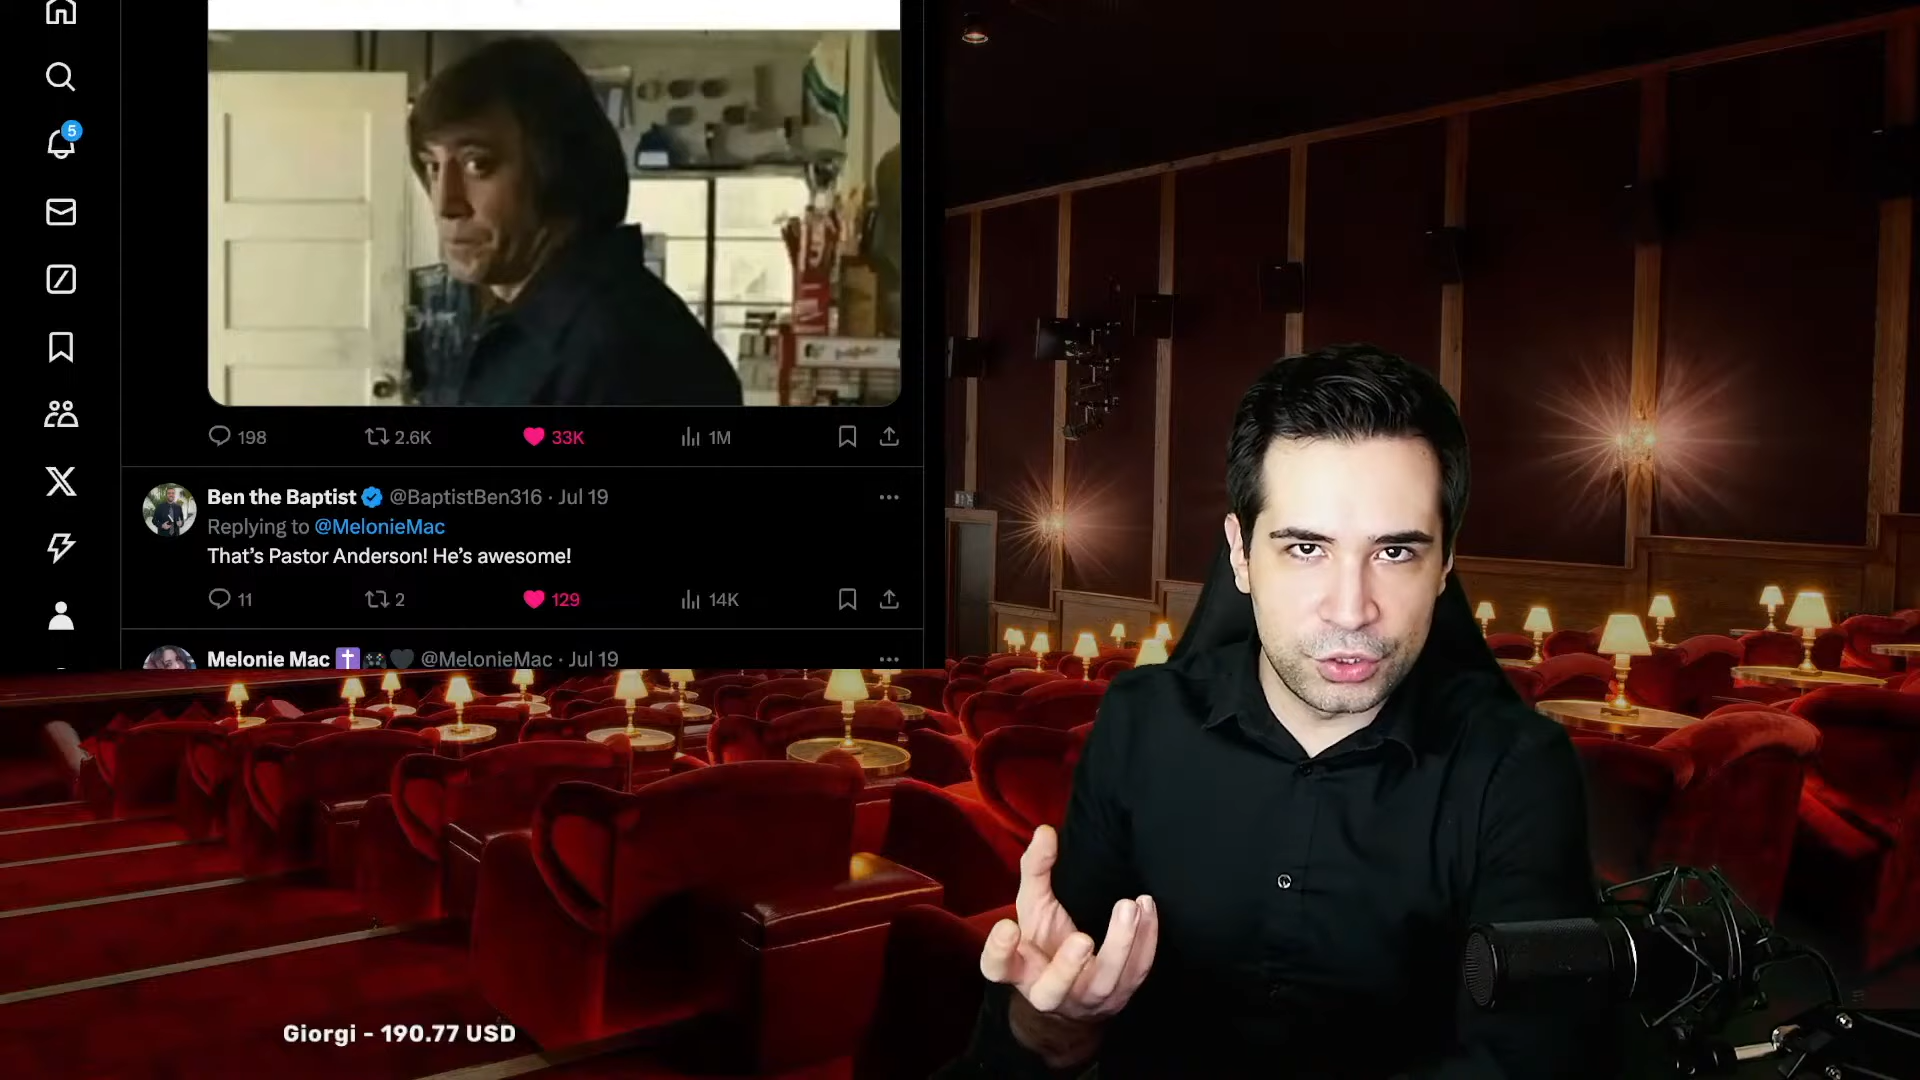 5
198 2.6K 33K 1M
Ben the Baptist @BaptistBen316 · Jul 19
Replying to @MelonieMac
That’s Pastor Anderson! He’s awesome!
11 2 129 14K
Melonie Mac @MelonieMac · Jul 19
Giorgi - 190.77 USD